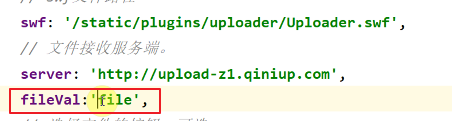 swf: '/static/plugins/uploader/Uploader.swf',
// 文件接收服务端。
server: 'http://upload-z1.qiniup.com',
fileVal:'file',